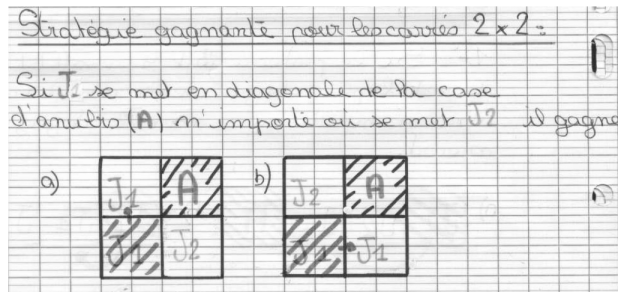 Stratégie gagnante pour les carrés 2 × 2 :
Si J1 se met en diagonale de la case
d'anubis (A) n'importe où se met J2 il gagne
a) J1 A b) J2 A
J1 J2 J1 J1